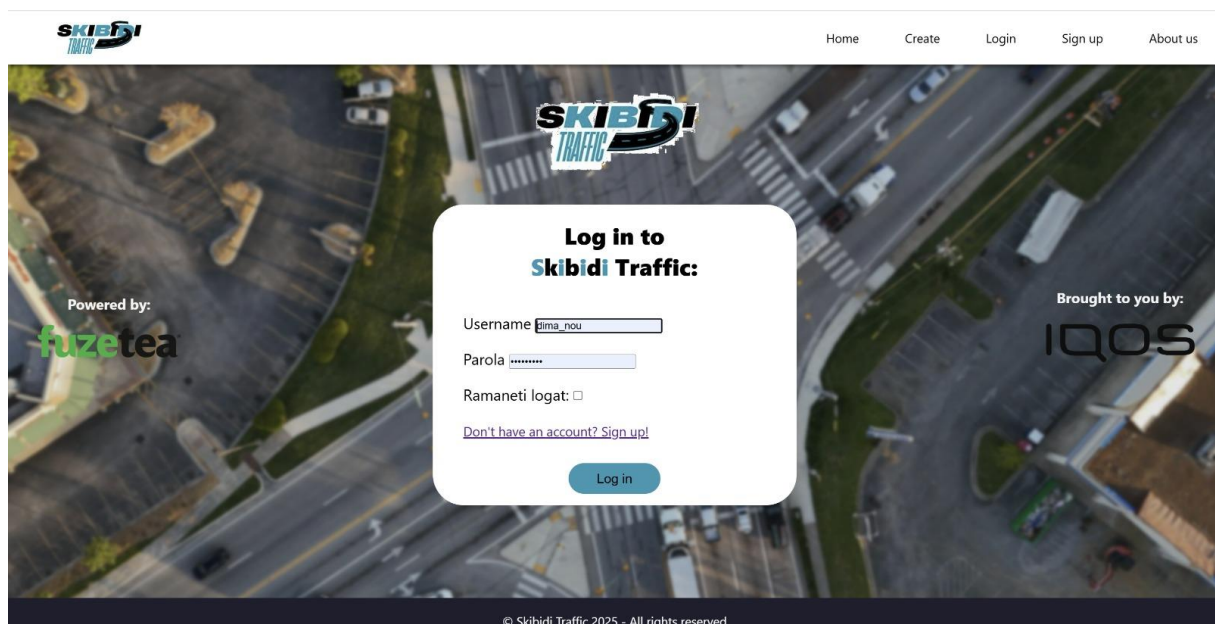 SKIBIDI
TRAFFIC
Home Create Login Sign up About us
SKIBIDI
TRAFFIC
Log in to
Skibidi Traffic:
Powered by:
fuzetea
Brought to you by:
IQOS
Username dima_nou
Parola •••••••••
Ramaneti logat:
Don't have an account? Sign up!
Log in
© Skibidi Traffic 2025 - All rights reserved